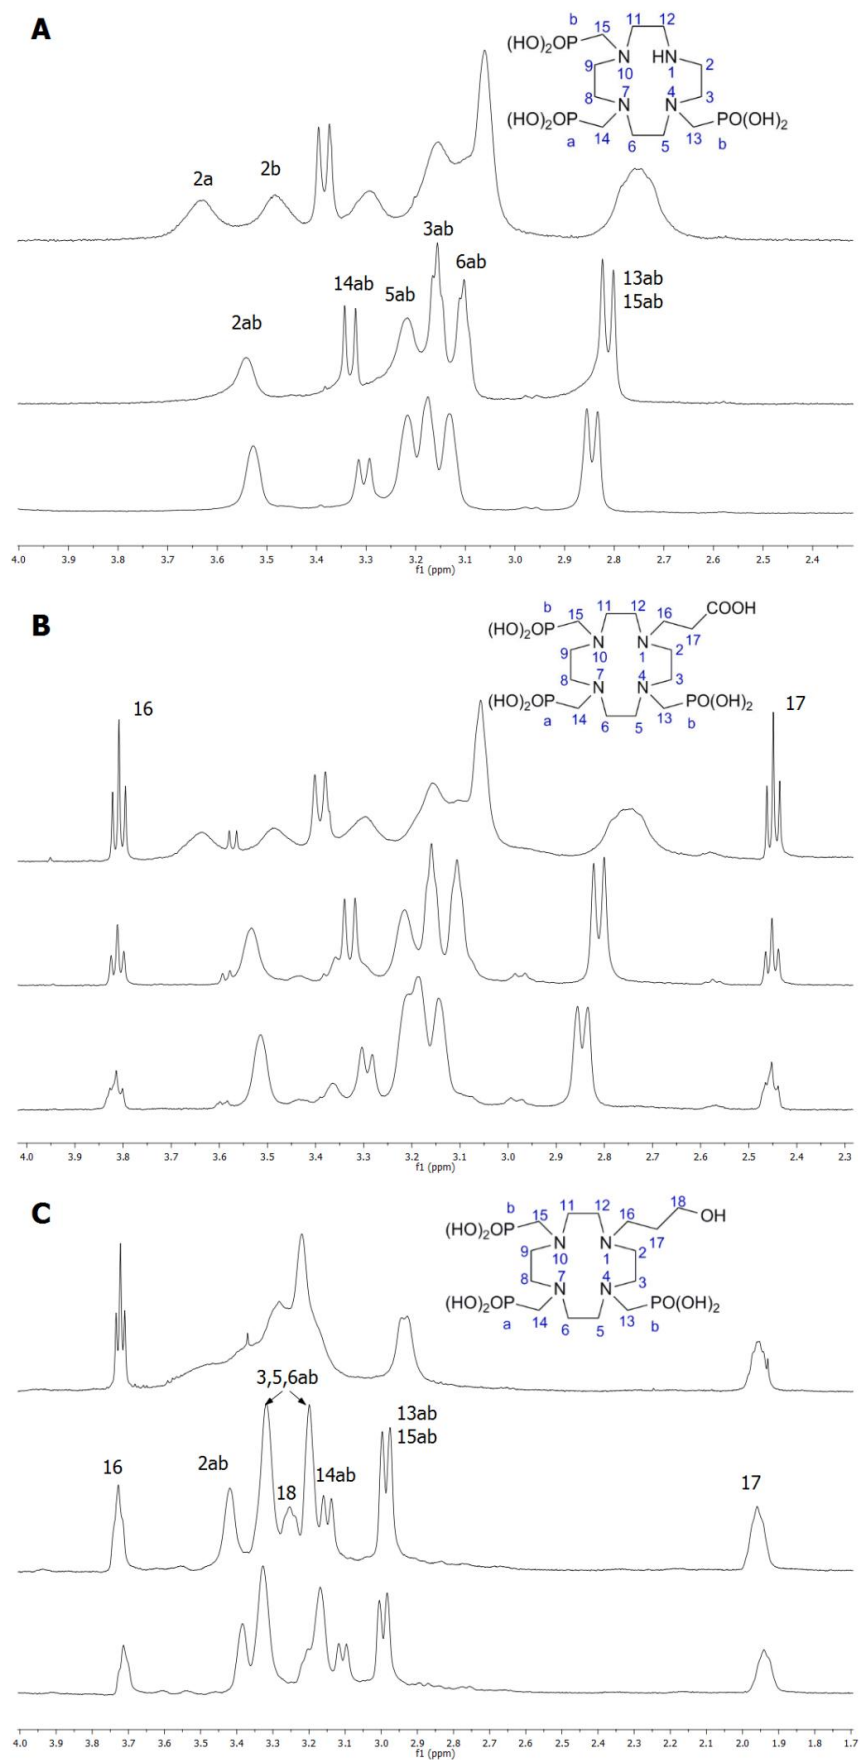 A
b
15
11
12
(HO)2OP
9
N
HN
2
10
1
8
7
4
3
N
N
(HO)2OP
PO(OH)2
a
14
6
5
13
b
2a
2b
3ab
14ab
5ab
6ab
13ab
15ab
2ab
4.0 3.9 3.8 3.7 3.6 3.5 3.4 3.3 3.2 3.1 3.0 2.9 2.8 2.7 2.6 2.5 2.4
f1 (ppm)
B
b
15
11
12
16
COOH
(HO)2OP
17
9
N
N
2
10
1
8
7
4
3
N
N
(HO)2OP
PO(OH)2
a
14
6
5
13
b
16
17
4.0 3.8 3.7 3.6 3.5 3.4 3.3 3.2 3.1 3.0 2.9 2.8 2.7 2.6 2.5 2.4 2.3
f1 (ppm)
C
b
15
11
12
16
18
OH
(HO)2OP
17
9
N
N
2
10
1
8
7
4
3
N
N
(HO)2OP
PO(OH)2
a
14
6
5
13
b
3,5,6ab
13ab
15ab
16
2ab
18
14ab
17
4.0 3.9 3.8 3.7 3.6 3.5 3.4 3.3 3.2 3.1 3.0 2.9 2.8 2.7 2.6 2.5 2.4 2.3 2.2 2.1 2.0 1.9 1.8 1.7
f1 (ppm)